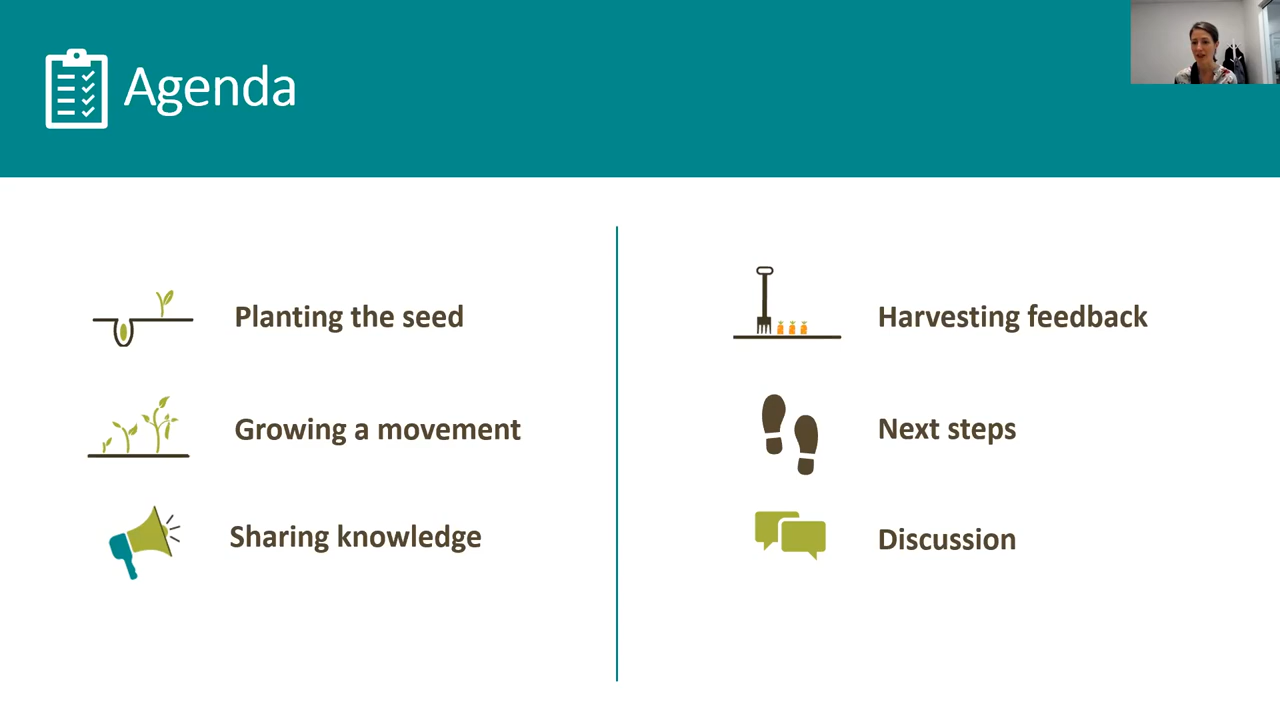 Agenda
Planting the seed
Growing a movement
Sharing knowledge
Harvesting feedback
Next steps
Discussion